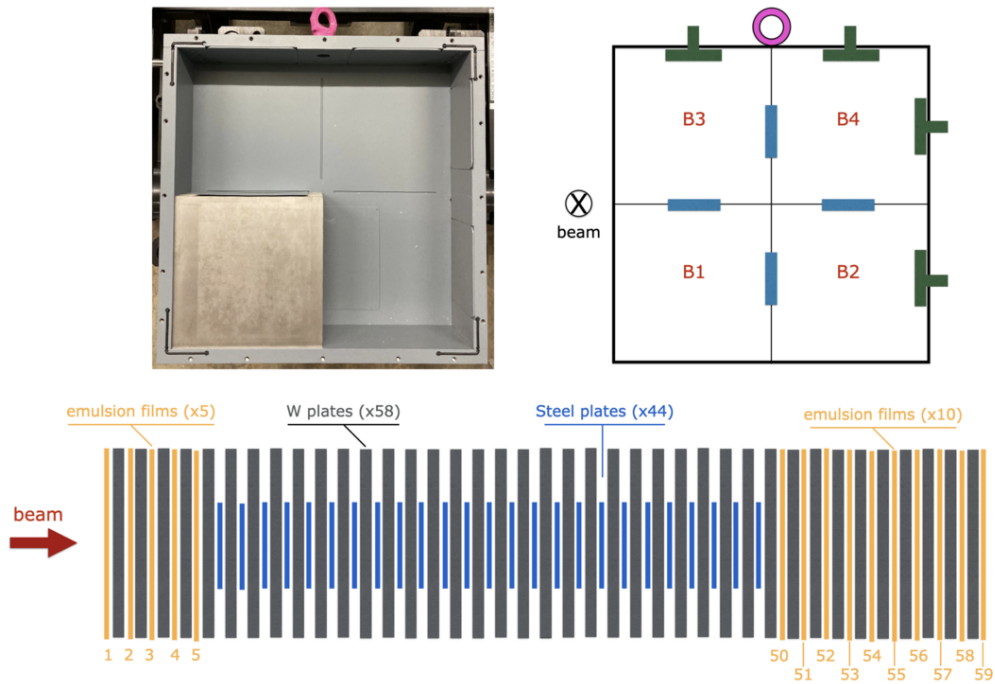 B3
B4
beam
B1
B2
emulsion films (x5)
W plates (x58)
Steel plates (x44)
emulsion films (x10)
beam
1
2
3
4
5
50
51
52
53
54
55
56
57
58
59